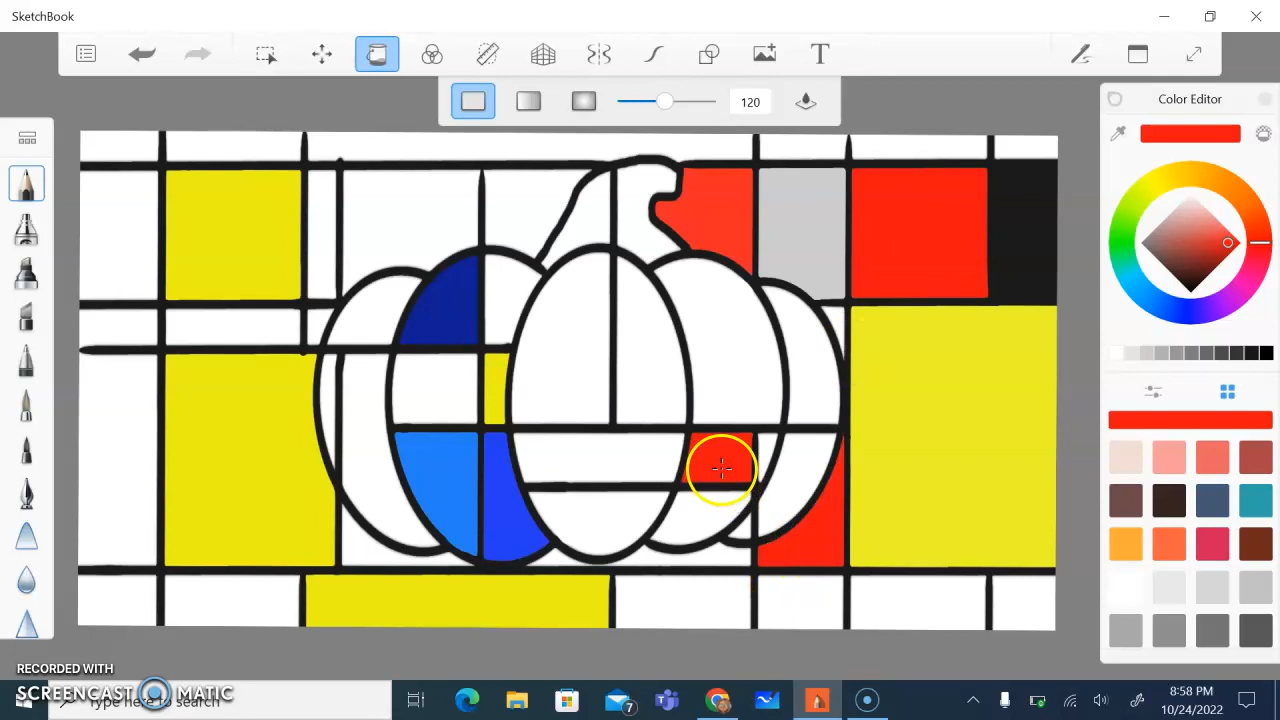 SketchBook
T
120
Color Editor
RECORDED WITH
SCREENCAST MATIC
Type here to search
7
8:58 PM
10/24/2022